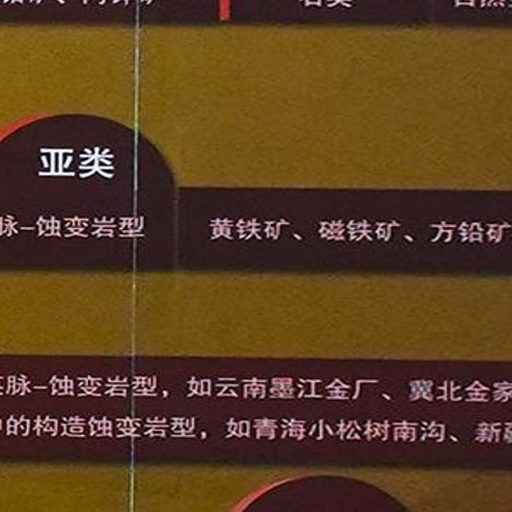 亚类
脉–蚀变岩型 黄铁矿、磁铁矿、方铅矿
脉–蚀变岩型，如云南墨江金厂、冀北金家
的构造蚀变岩型，如青海小松树南沟、新疆